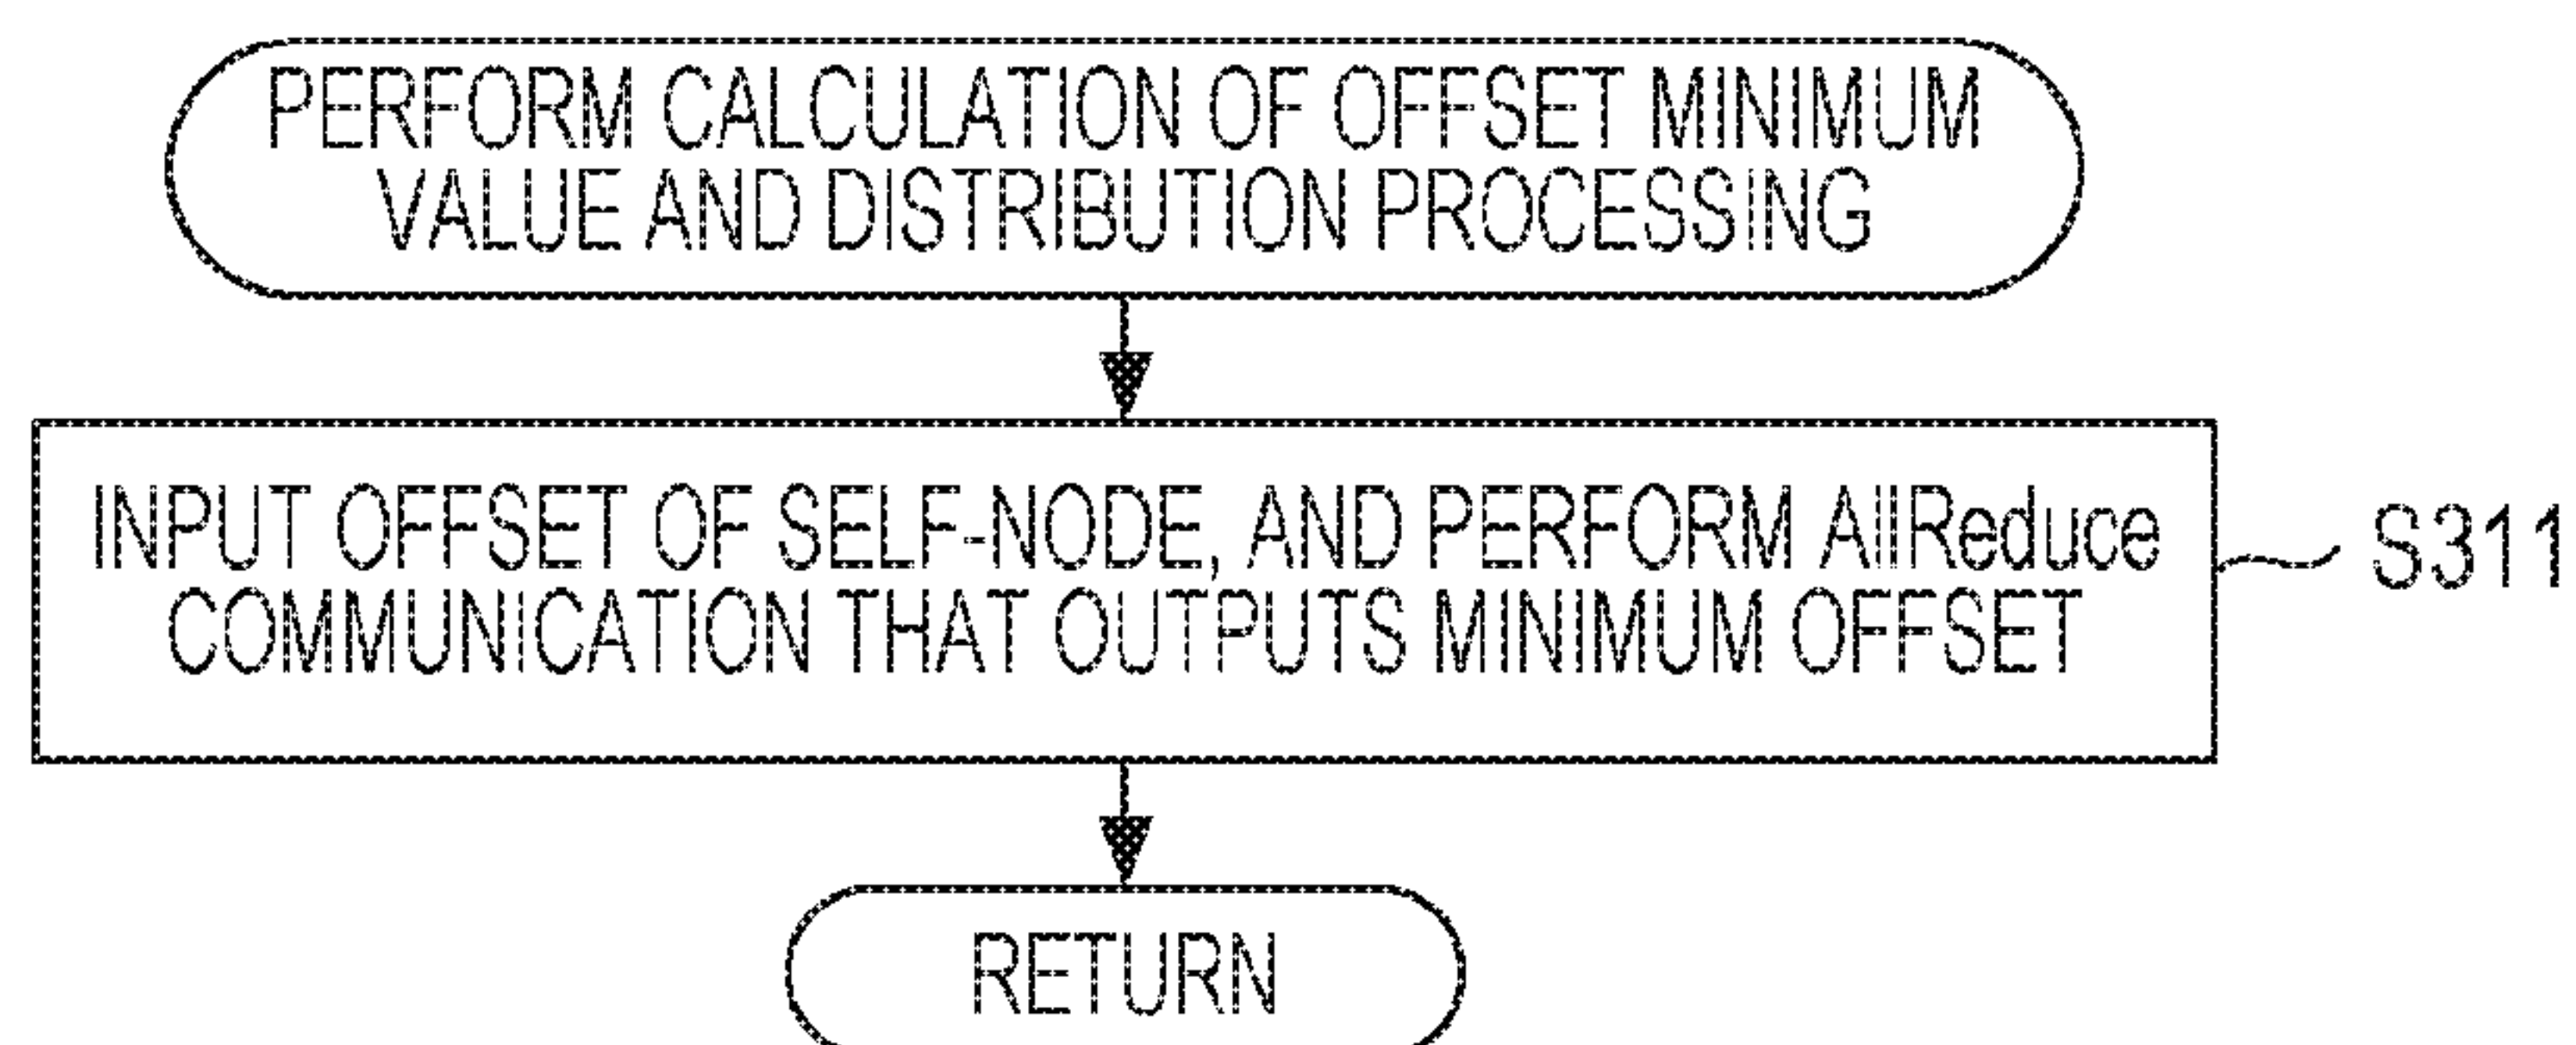 PERFORM CALCULATION OF OFFSET MINIMUM
VALUE AND DISTRIBUTION PROCESSING
INPUT OFFSET OF SELF-NODE, AND PERFORM AllReduce
COMMUNICATION THAT OUTPUTS MINIMUM OFFSET
S311
RETURN